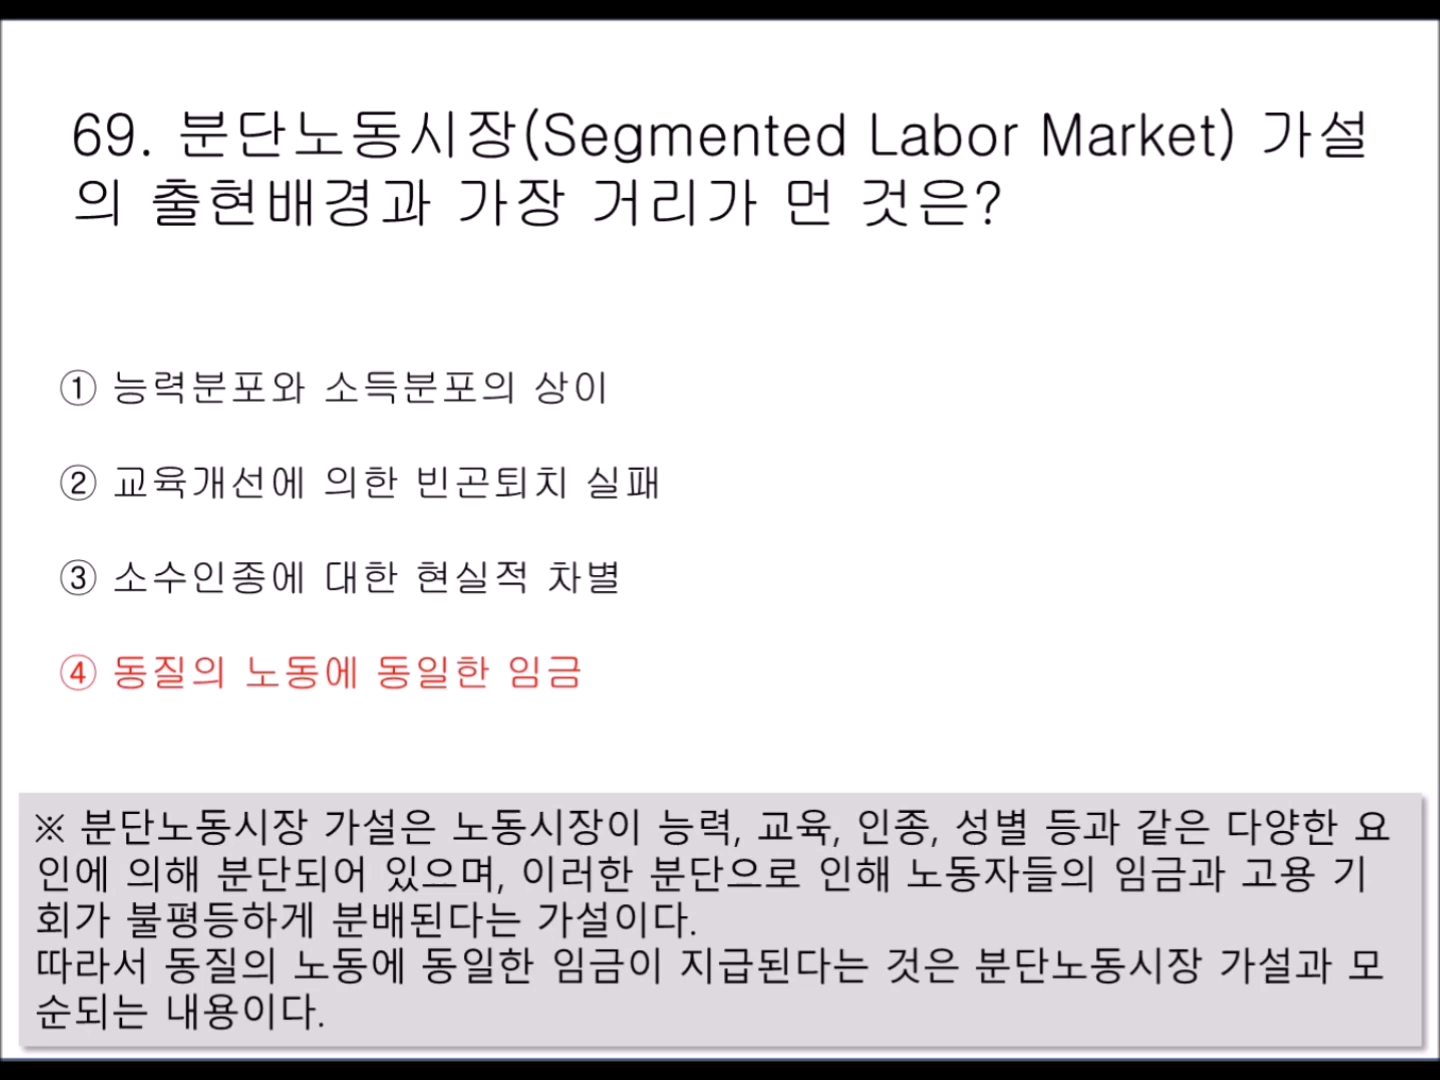 69. 분단노동시장(Segmented Labor Market) 가설
의 출현배경과 가장 거리가 먼 것은?
① 능력분포와 소득분포의 상이
② 교육개선에 의한 빈곤퇴치 실패
③ 소수인종에 대한 현실적 차별
④ 동질의 노동에 동일한 임금
※ 분단노동시장 가설은 노동시장이 능력, 교육, 인종, 성별 등과 같은 다양한 요
인에 의해 분단되어 있으며, 이러한 분단으로 인해 노동자들의 임금과 고용 기
회가 불평등하게 분배된다는 가설이다.
따라서 동질의 노동에 동일한 임금이 지급된다는 것은 분단노동시장 가설과 모
순되는 내용이다.